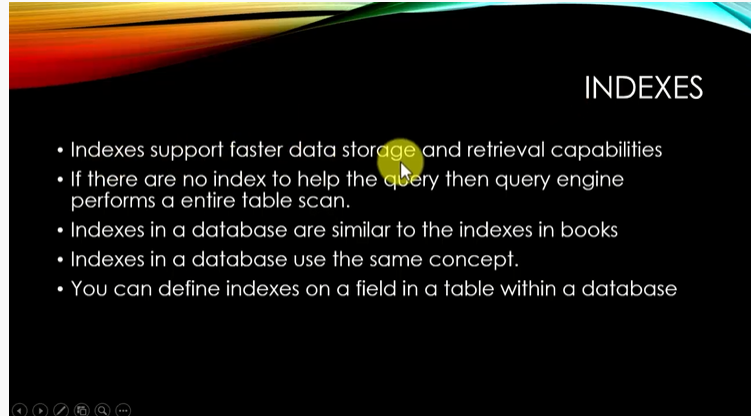 INDEXES
• Indexes support faster data storage and retrieval capabilities
• If there are no index to help the query then query engine
performs a entire table scan.
• Indexes in a database are similar to the indexes in books
• Indexes in a database use the same concept.
• You can define indexes on a field in a table within a database